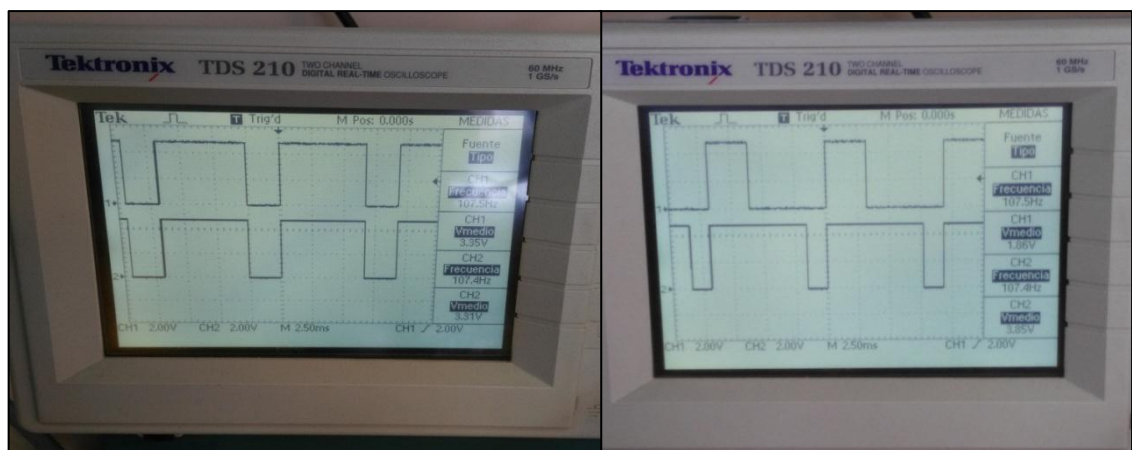 Tektronix TDS 210 TWO CHANNEL DIGITAL REAL-TIME OSCILLOSCOPE
60 MHz
1 GS/s
Tek T Trig'd M Pos: 0.000s MEDIDAS
Fuente
Tipo
CH1
Frecuencia
107.5Hz
CH1
Vmedio
3.35V
CH2
Frecuencia
107.4Hz
CH2
Vmedio
3.31V
1
2
CH1 2.00V CH2 2.00V M 2.50ms CH1 2.00V
Tektronix TDS 210 TWO CHANNEL DIGITAL REAL-TIME OSCILLOSCOPE
60 MHz
1 GS/s
Tek T Trig'd M Pos: 0.000s MEDIDAS
Fuente
Tipo
CH1
Frecuencia
107.5Hz
CH1
Vmedio
1.86V
CH2
Frecuencia
107.4Hz
CH2
Vmedio
3.85V
1
2
CH1 2.00V CH2 2.00V M 2.50ms CH1 2.00V